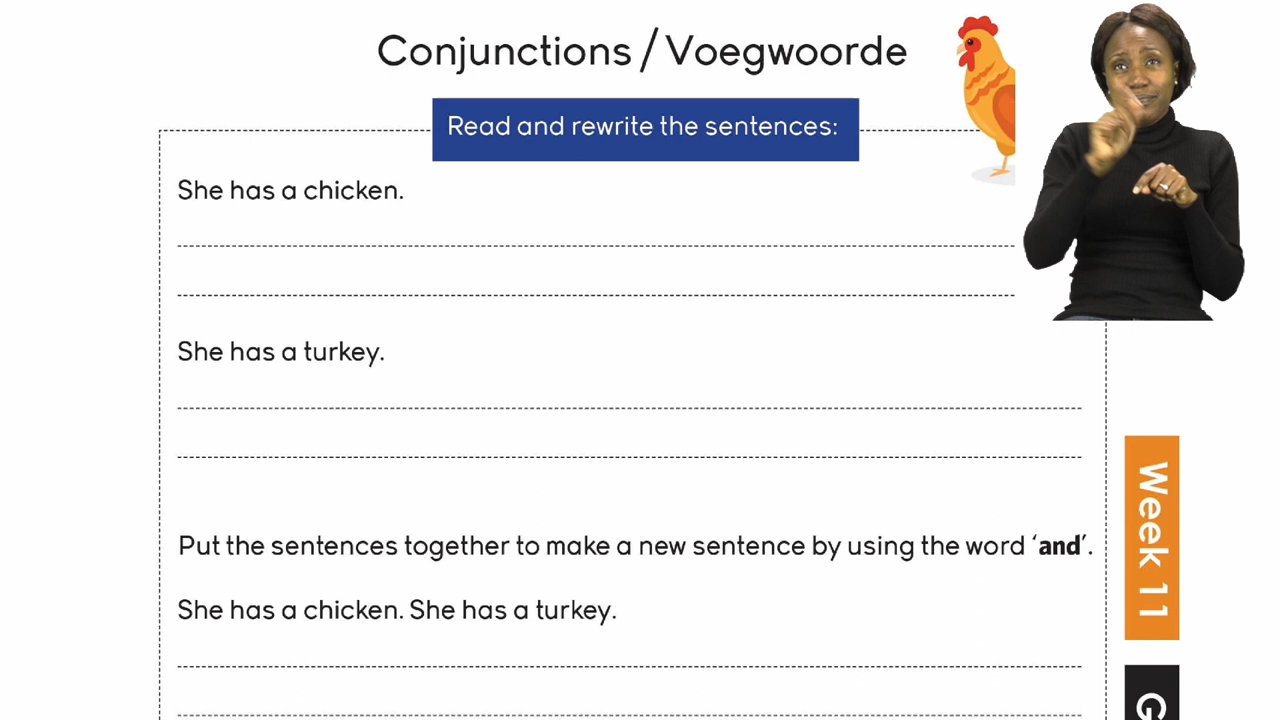 Conjunctions / Voegwoorde
Read and rewrite the sentences:
She has a chicken.
She has a turkey.
Put the sentences together to make a new sentence by using the word ‘and’.
She has a chicken. She has a turkey.
Week 11
G